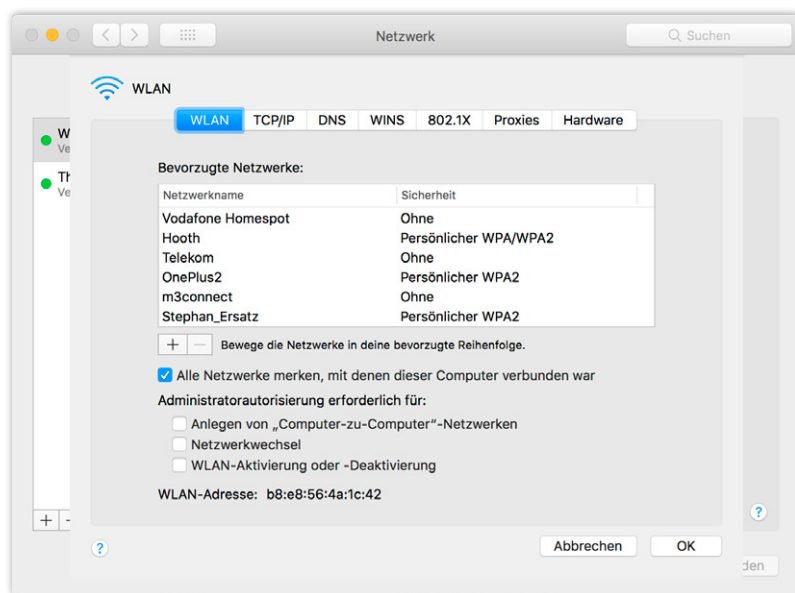 Netzwerk
Suchen
WLAN
WLAN TCP/IP DNS WINS 802.1X Proxies Hardware
Bevorzugte Netzwerke:
Netzwerkname Sicherheit
Vodafone Homespot Ohne
Hooth Persönlicher WPA/WPA2
Telekom Ohne
OnePlus2 Persönlicher WPA2
m3connect Ohne
Stephan_Ersatz Persönlicher WPA2
+ − Bewege die Netzwerke in deine bevorzugte Reihenfolge.
Alle Netzwerke merken, mit denen dieser Computer verbunden war
Administratorautorisierung erforderlich für:
Anlegen von „Computer-zu-Computer“-Netzwerken
Netzwerkwechsel
WLAN-Aktivierung oder -Deaktivierung
WLAN-Adresse: b8:e8:56:4a:1c:42
? Abbrechen OK